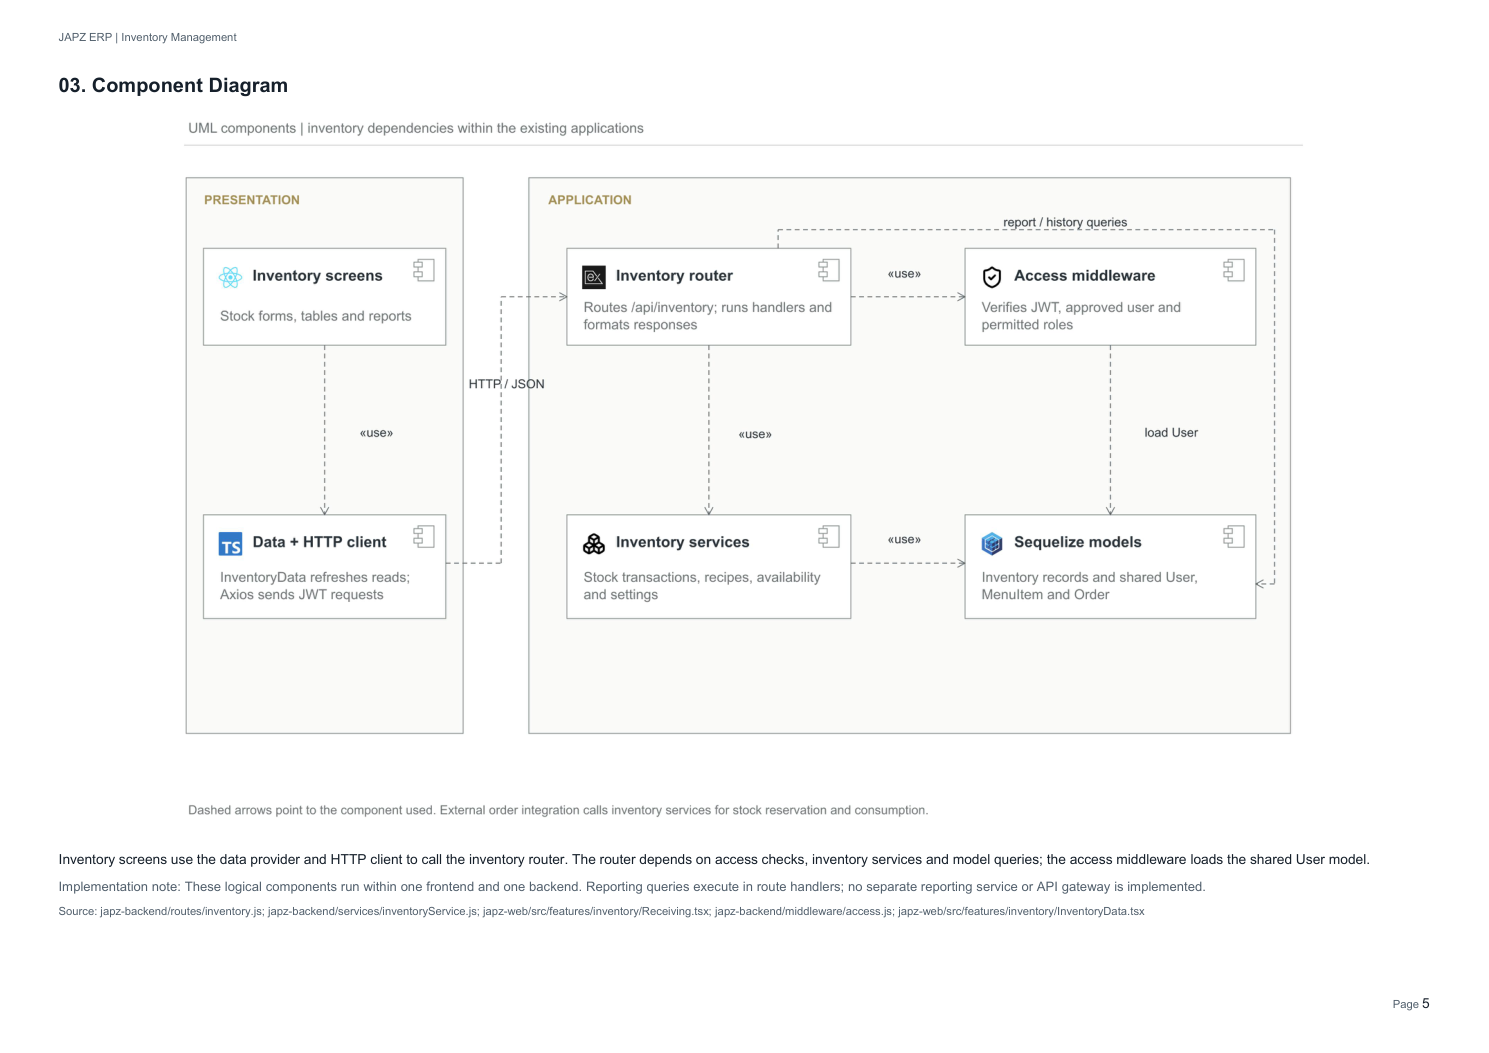 JAPZ ERP | Inventory Management
03. Component Diagram
UML components | inventory dependencies within the existing applications
PRESENTATION
Inventory screens
Stock forms, tables and reports
«use»
TS
Data + HTTP client
InventoryData refreshes reads;
Axios sends JWT requests
HTTP / JSON
APPLICATION
report / history queries
ex
Inventory router
Routes /api/inventory; runs handlers and
formats responses
«use»
Access middleware
Verifies JWT, approved user and
permitted roles
«use»
load User
Inventory services
Stock transactions, recipes, availability
and settings
«use»
Sequelize models
Inventory records and shared User,
MenuItem and Order
Dashed arrows point to the component used. External order integration calls inventory services for stock reservation and consumption.
Inventory screens use the data provider and HTTP client to call the inventory router. The router depends on access checks, inventory services and model queries; the access middleware loads the shared User model.
Implementation note: These logical components run within one frontend and one backend. Reporting queries execute in route handlers; no separate reporting service or API gateway is implemented.
Source: japz-backend/routes/inventory.js; japz-backend/services/inventoryService.js; japz-web/src/features/inventory/Receiving.tsx; japz-backend/middleware/access.js; japz-web/src/features/inventory/InventoryData.tsx
Page 5